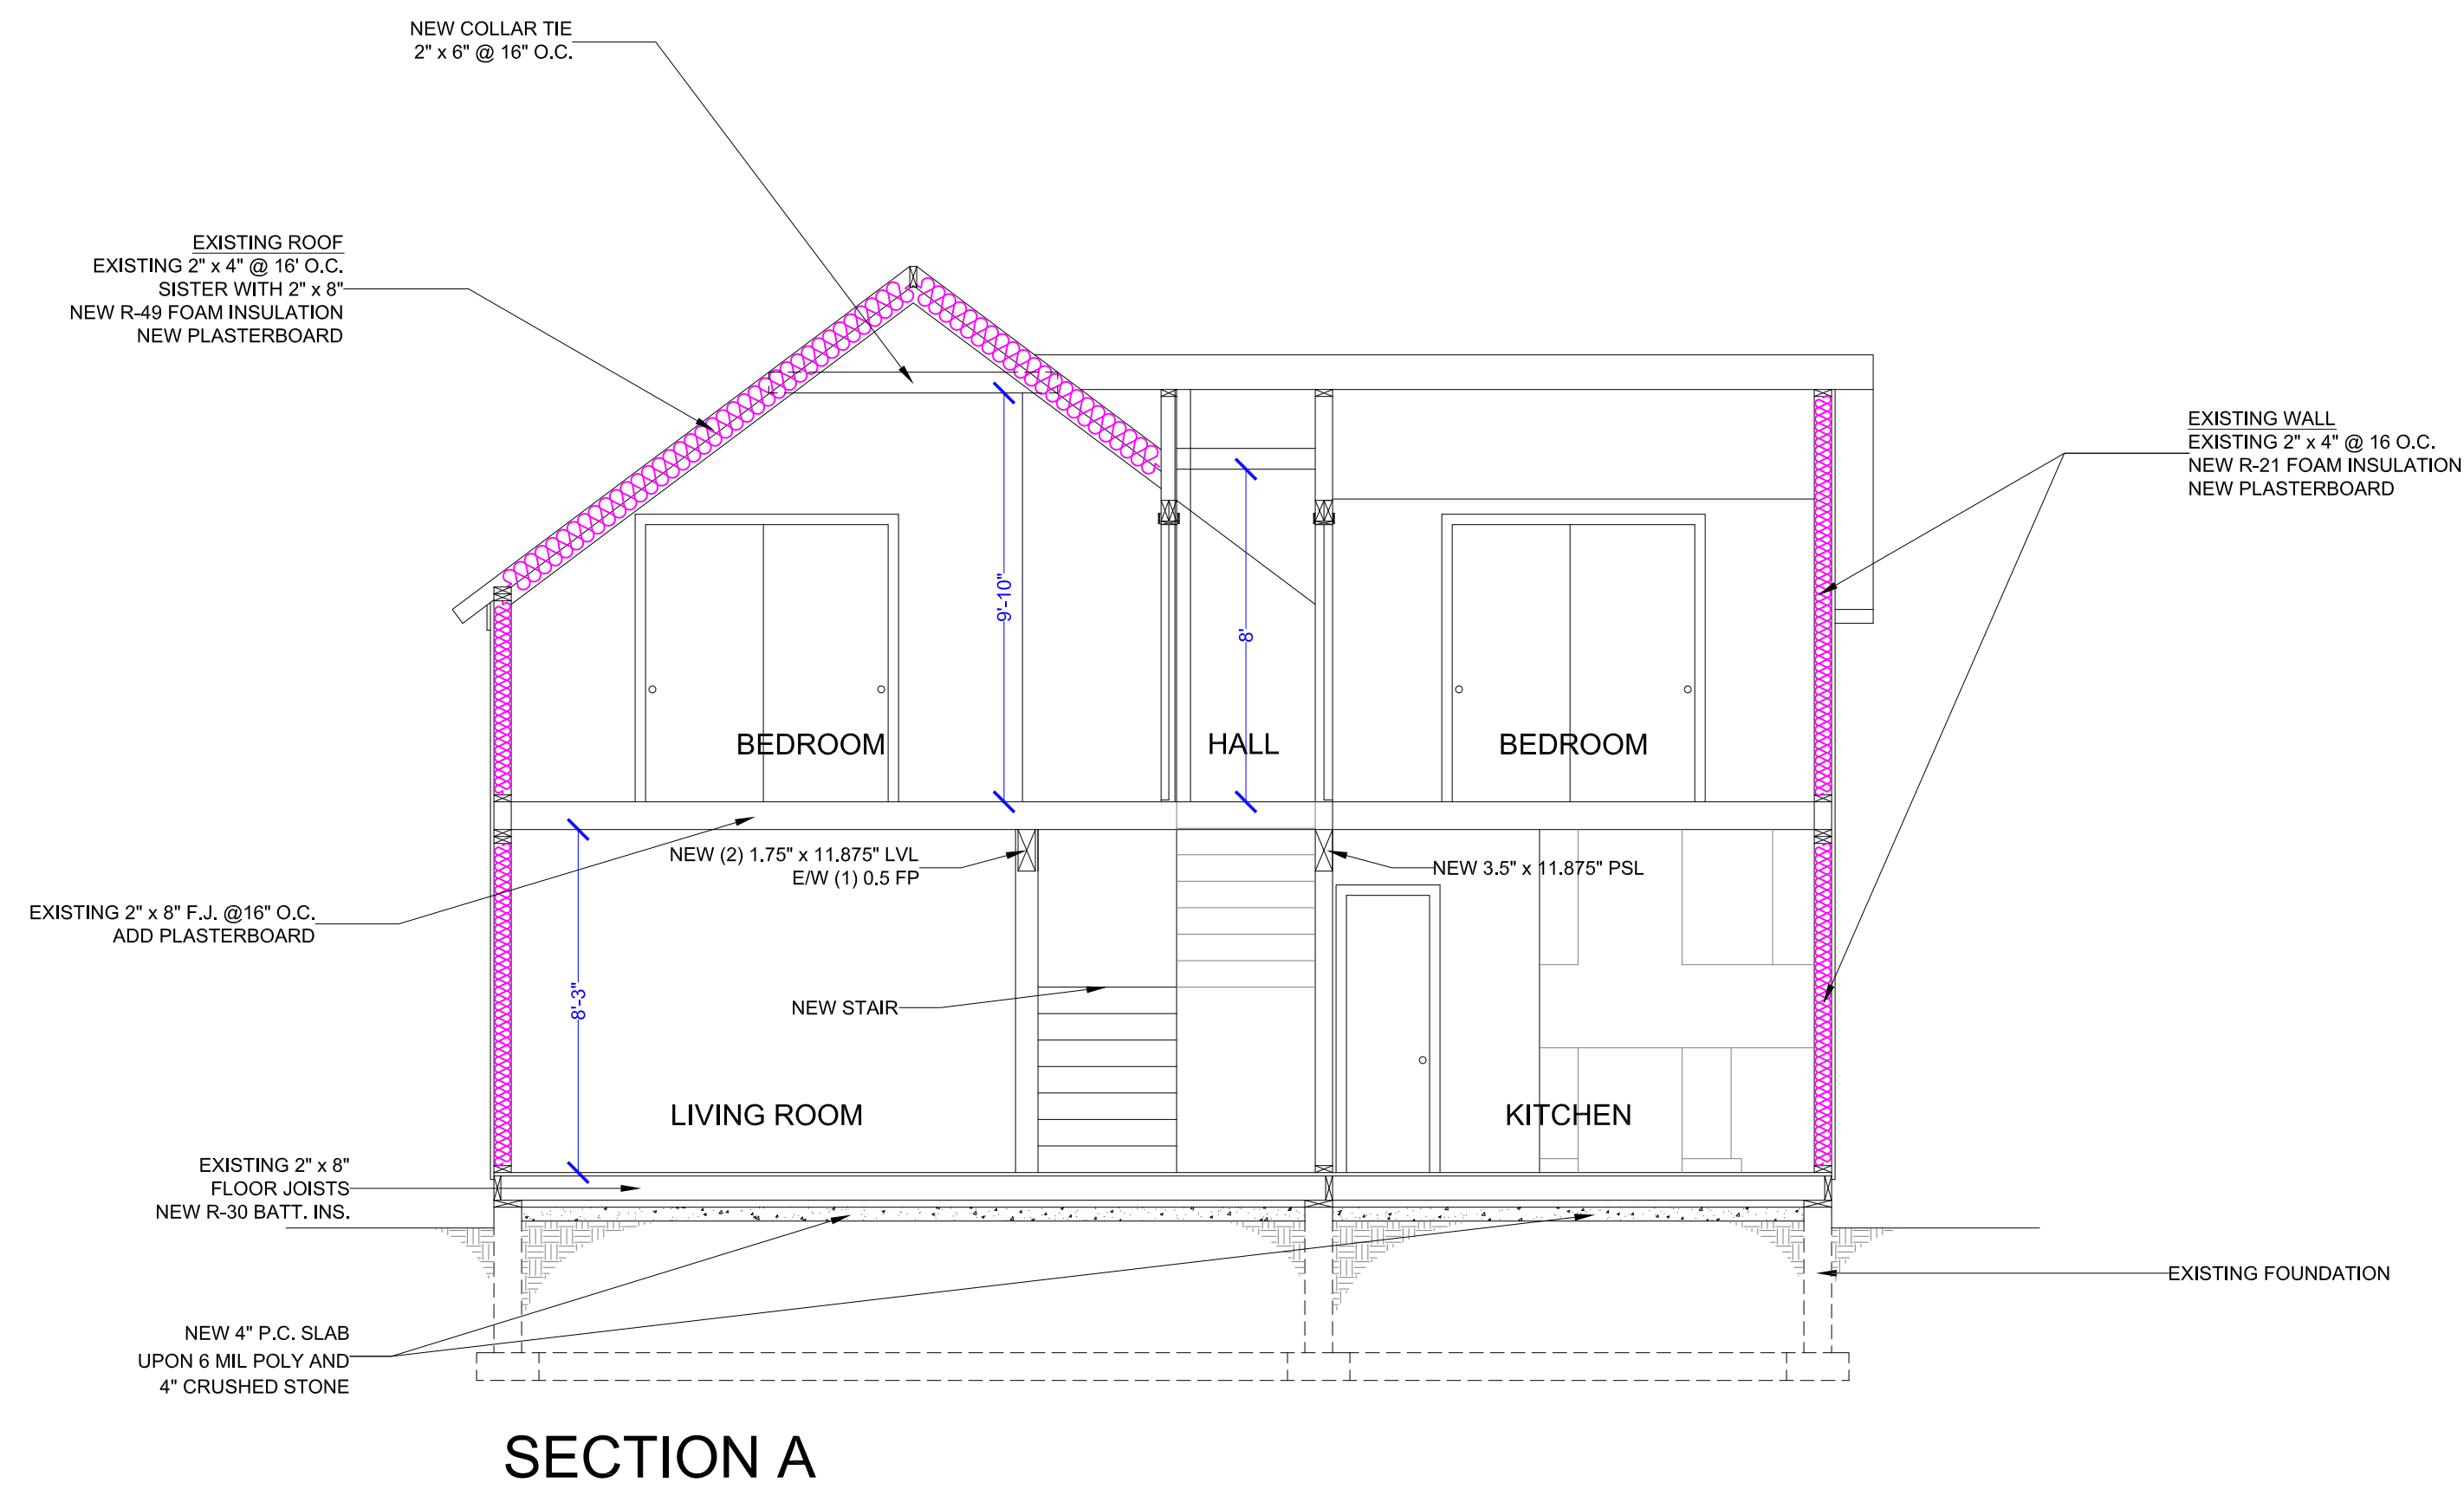 NEW COLLAR TIE
2" x 6" @ 16" O.C.
EXISTING ROOF
EXISTING 2" x 4" @ 16' O.C.
SISTER WITH 2" x 8"
NEW R-49 FOAM INSULATION
NEW PLASTERBOARD
EXISTING WALL
EXISTING 2" x 4" @ 16 O.C.
NEW R-21 FOAM INSULATION
NEW PLASTERBOARD
9'-10"
8'
BEDROOM
HALL
BEDROOM
NEW (2) 1.75" x 11.875" LVL
E/W (1) 0.5 FP
NEW 3.5" x 11.875" PSL
EXISTING 2" x 8" F.J. @16" O.C.
ADD PLASTERBOARD
8'-3"
NEW STAIR
LIVING ROOM
KITCHEN
EXISTING 2" x 8"
FLOOR JOISTS
NEW R-30 BATT. INS.
EXISTING FOUNDATION
NEW 4" P.C. SLAB
UPON 6 MIL POLY AND
4" CRUSHED STONE
SECTION A